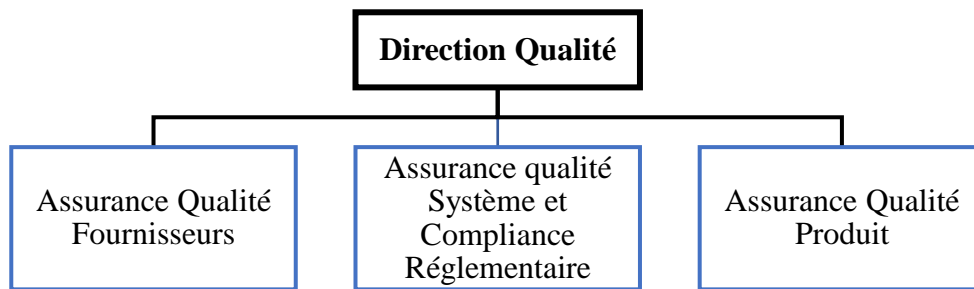 Direction Qualité
Assurance Qualité
Fournisseurs
Assurance qualité
Système et
Compliance
Réglementaire
Assurance Qualité
Produit